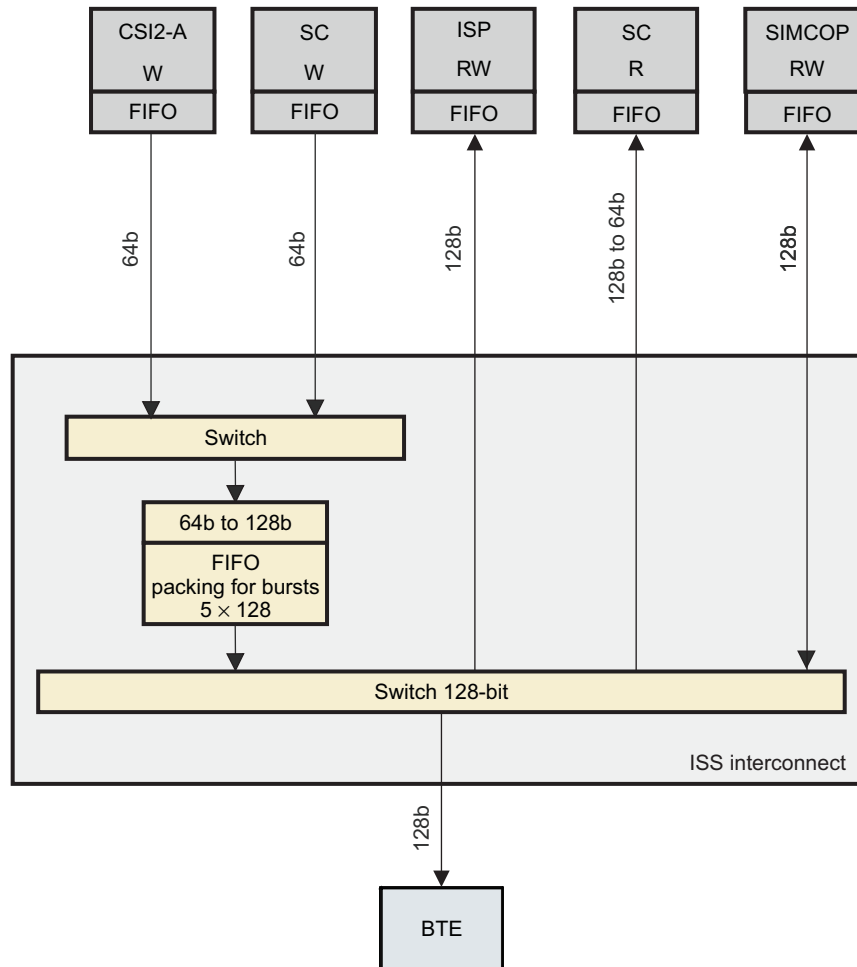 CSI2-A
W
FIFO
SC
W
FIFO
ISP
RW
FIFO
SC
R
FIFO
SIMCOP
RW
FIFO
64b
64b
128b
128b to 64b
128b
Switch
64b to 128b
FIFO
packing for bursts
5 × 128
Switch 128-bit
ISS interconnect
128b
BTE